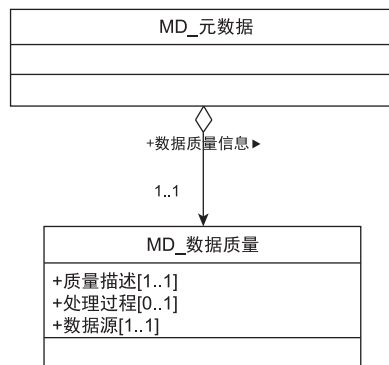 MD_元数据
+数据质量信息▶
1..1
MD_数据质量
+质量描述[1..1]
+处理过程[0..1]
+数据源[1..1]